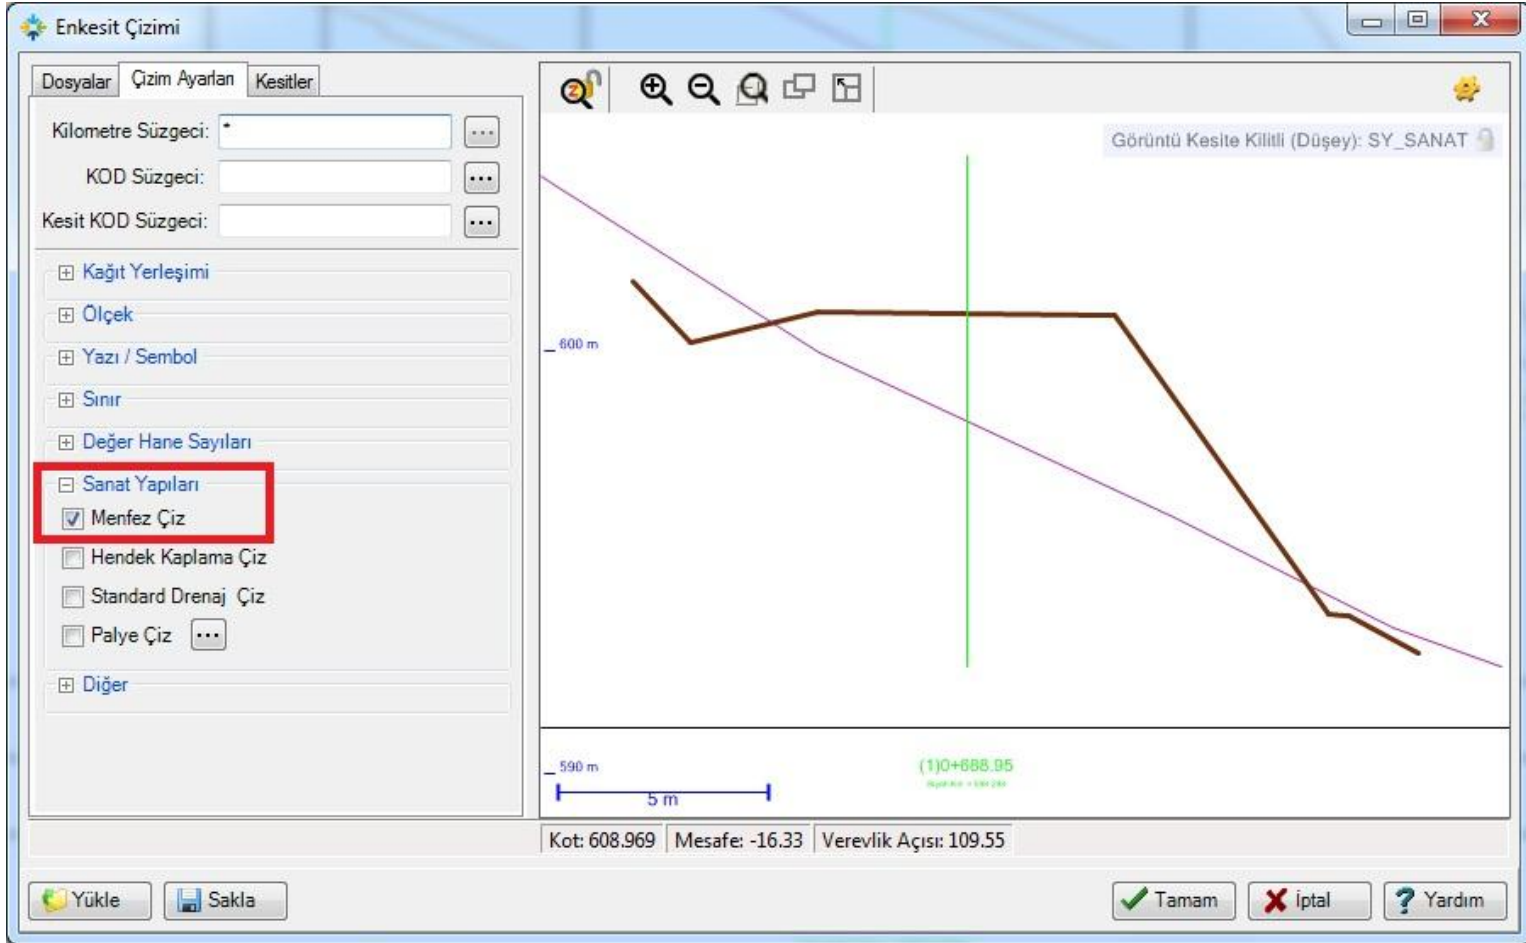 Enkesit Çizimi
Dosyalar
Çizim Ayarları
Kesitler
Kilometre Süzgeci: *
KOD Süzgeci:
Kesit KOD Süzgeci:
Kağıt Yerleşimi
Ölçek
Yazı / Sembol
Sınır
Değer Hane Sayıları
Sanat Yapıları
Menfez Çiz
Hendek Kaplama Çiz
Standard Drenaj Çiz
Palye Çiz
Diğer
Görüntü Kesite Kilitli (Düşey): SY_SANAT
600 m
590 m
5 m
(1)0+688.95
Kot: 608.969
Mesafe: -16.33
Verevlik Açısı: 109.55
Yükle
Sakla
Tamam
İptal
Yardım